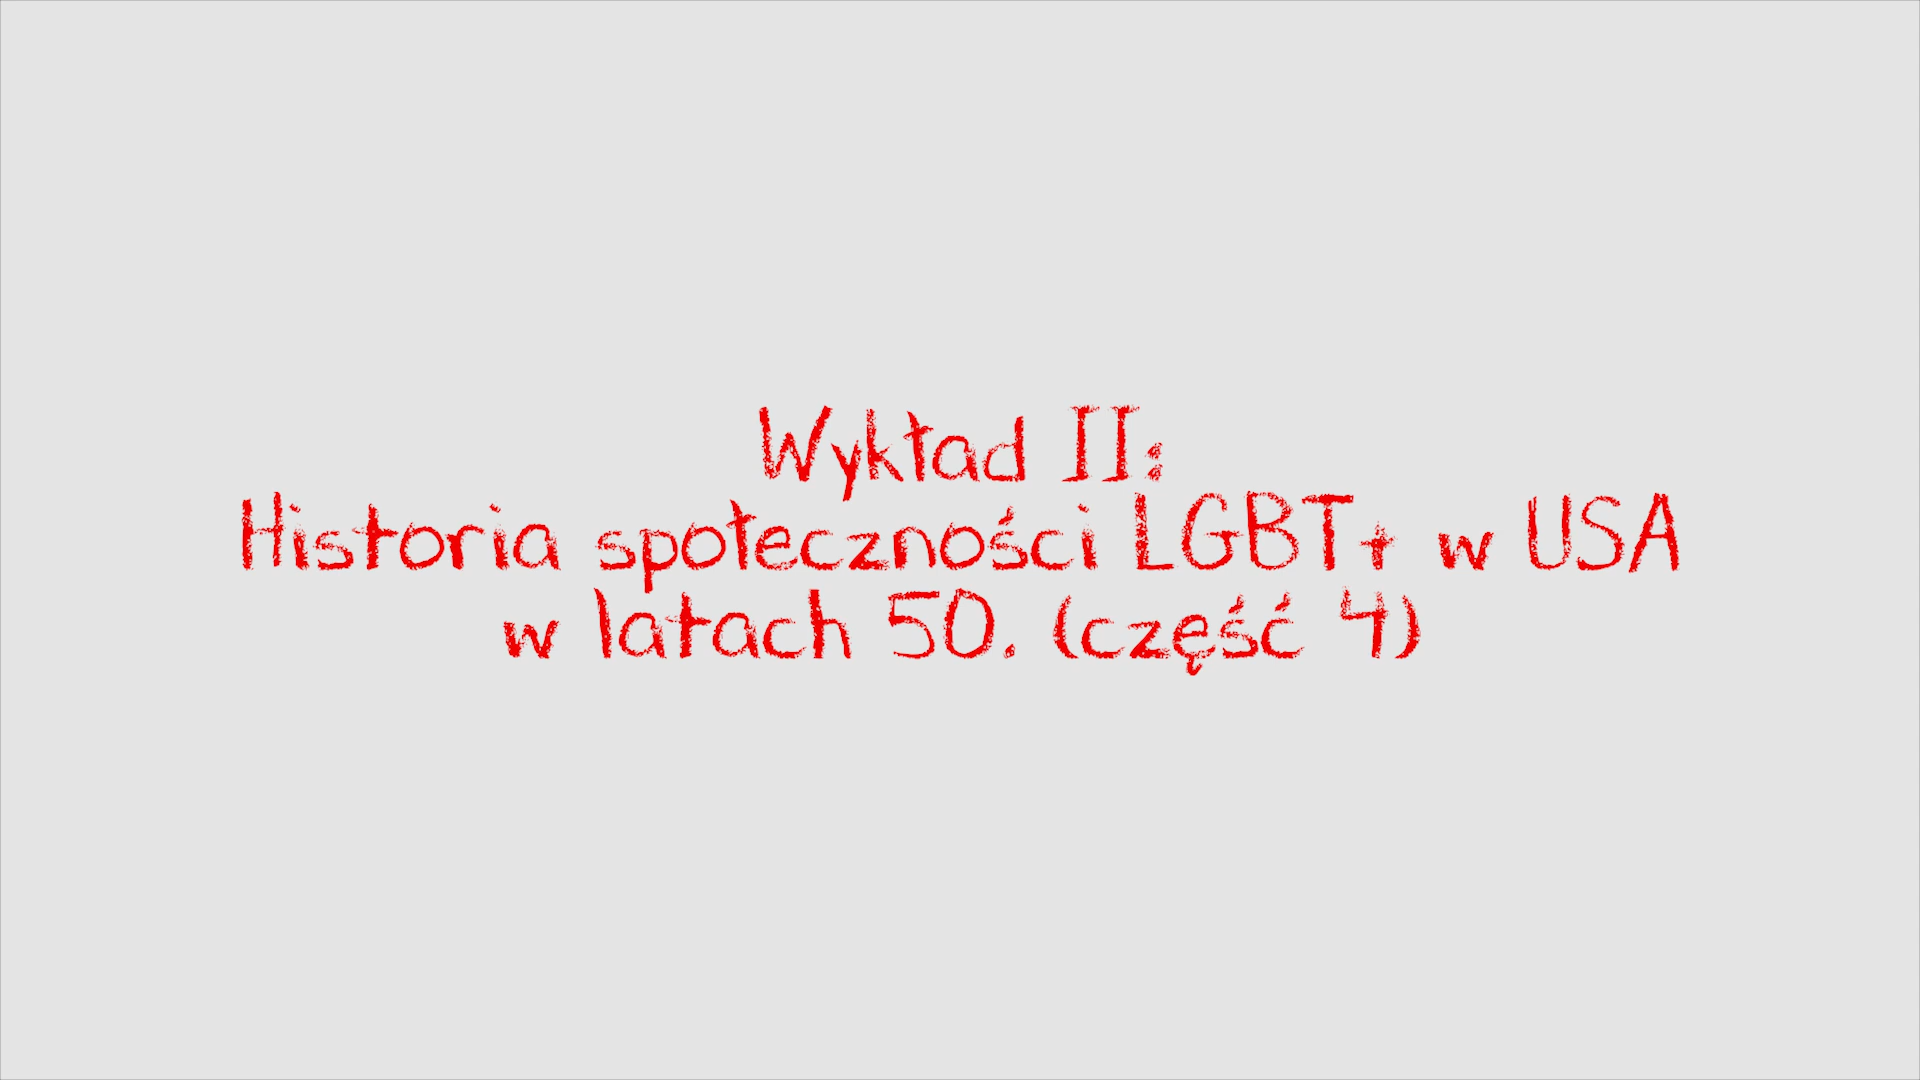 Wykład II:
Historia społeczności LGBT+ w USA
w latach 50. (część 4)